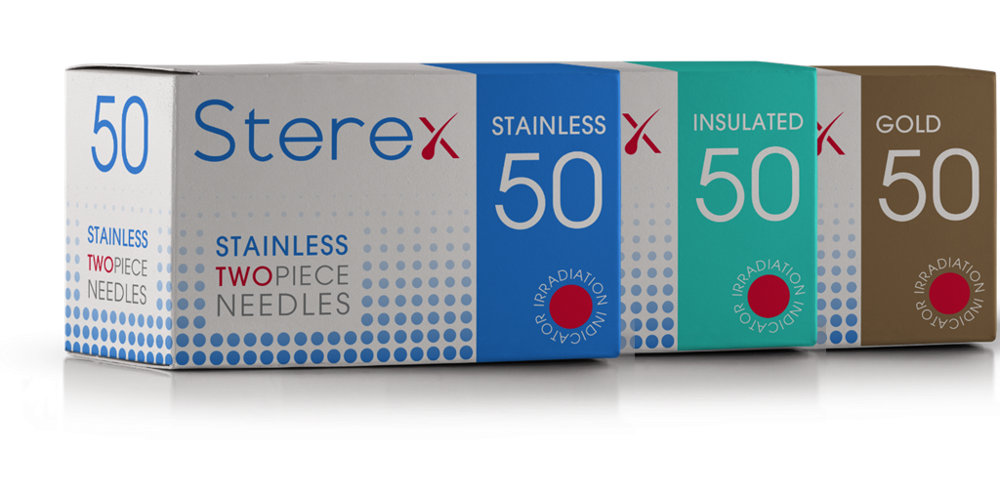 50
STAINLESS
TWOPIECE
NEEDLES
Sterex
STAINLESS
TWOPIECE
NEEDLES
STAINLESS
50
IRRADIATION INDICATOR
x
INSULATED
50
IRRADIATION INDICATOR
x
GOLD
50
IRRADIATION INDICATOR